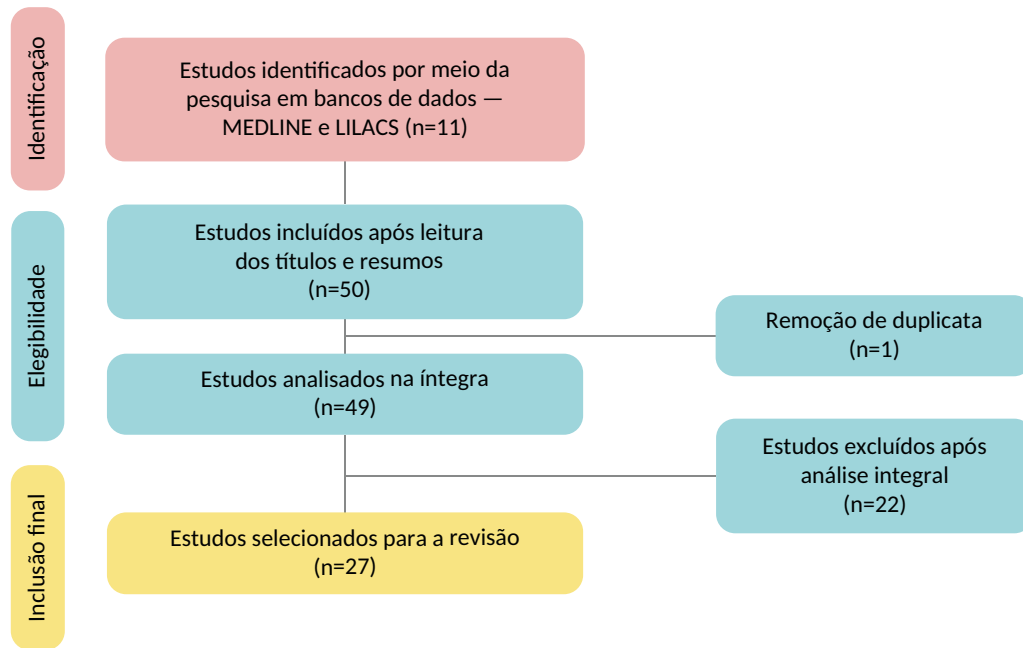 Identificação
Estudos identificados por meio da
pesquisa em bancos de dados —
MEDLINE e LILACS (n=11)
Elegibilidade
Estudos incluídos após leitura
dos títulos e resumos
(n=50)
Remoção de duplicata
(n=1)
Estudos analisados na íntegra
(n=49)
Estudos excluídos após
análise integral
(n=22)
Inclusão final
Estudos selecionados para a revisão
(n=27)